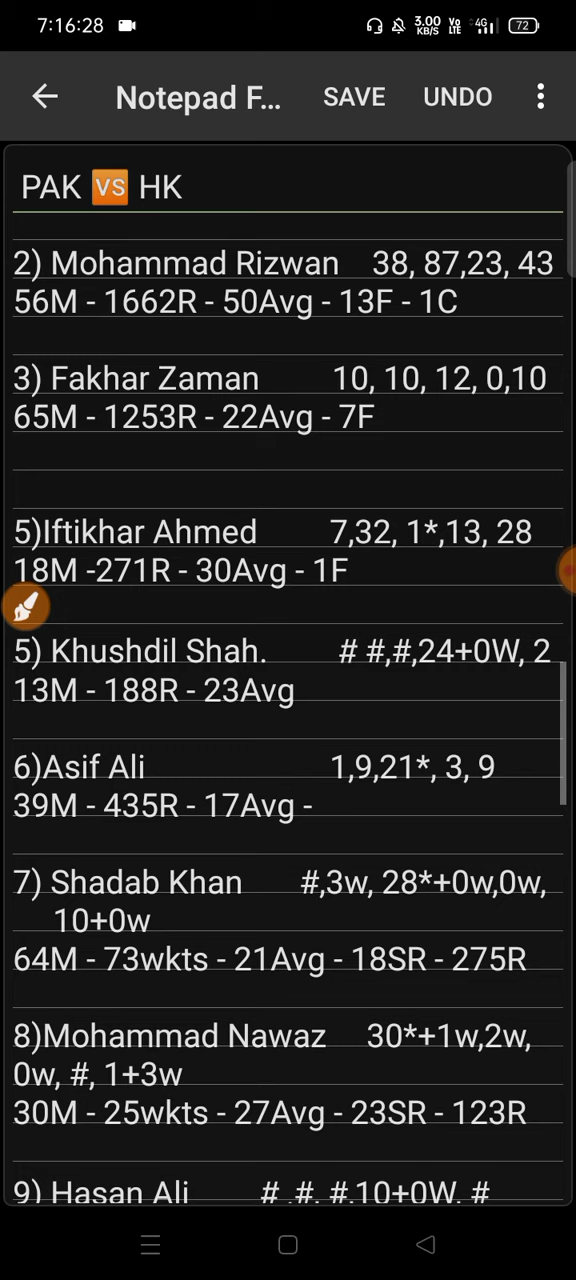 7:16:28 3.00 KB/S Vo LTE 4G 72
Notepad F... SAVE UNDO
PAK VS HK
2) Mohammad Rizwan 38, 87,23, 43
56M - 1662R - 50Avg - 13F - 1C
3) Fakhar Zaman 10, 10, 12, 0,10
65M - 1253R - 22Avg - 7F
5)Iftikhar Ahmed 7,32, 1*,13, 28
18M -271R - 30Avg - 1F
5) Khushdil Shah. # #,#,24+0W, 2
13M - 188R - 23Avg
6)Asif Ali 1,9,21*, 3, 9
39M - 435R - 17Avg -
7) Shadab Khan #,3w, 28*+0w,0w,
10+0w
64M - 73wkts - 21Avg - 18SR - 275R
8)Mohammad Nawaz 30*+1w,2w,
0w, #, 1+3w
30M - 25wkts - 27Avg - 23SR - 123R
9) Hasan Ali # ,#, #,10+0W, #